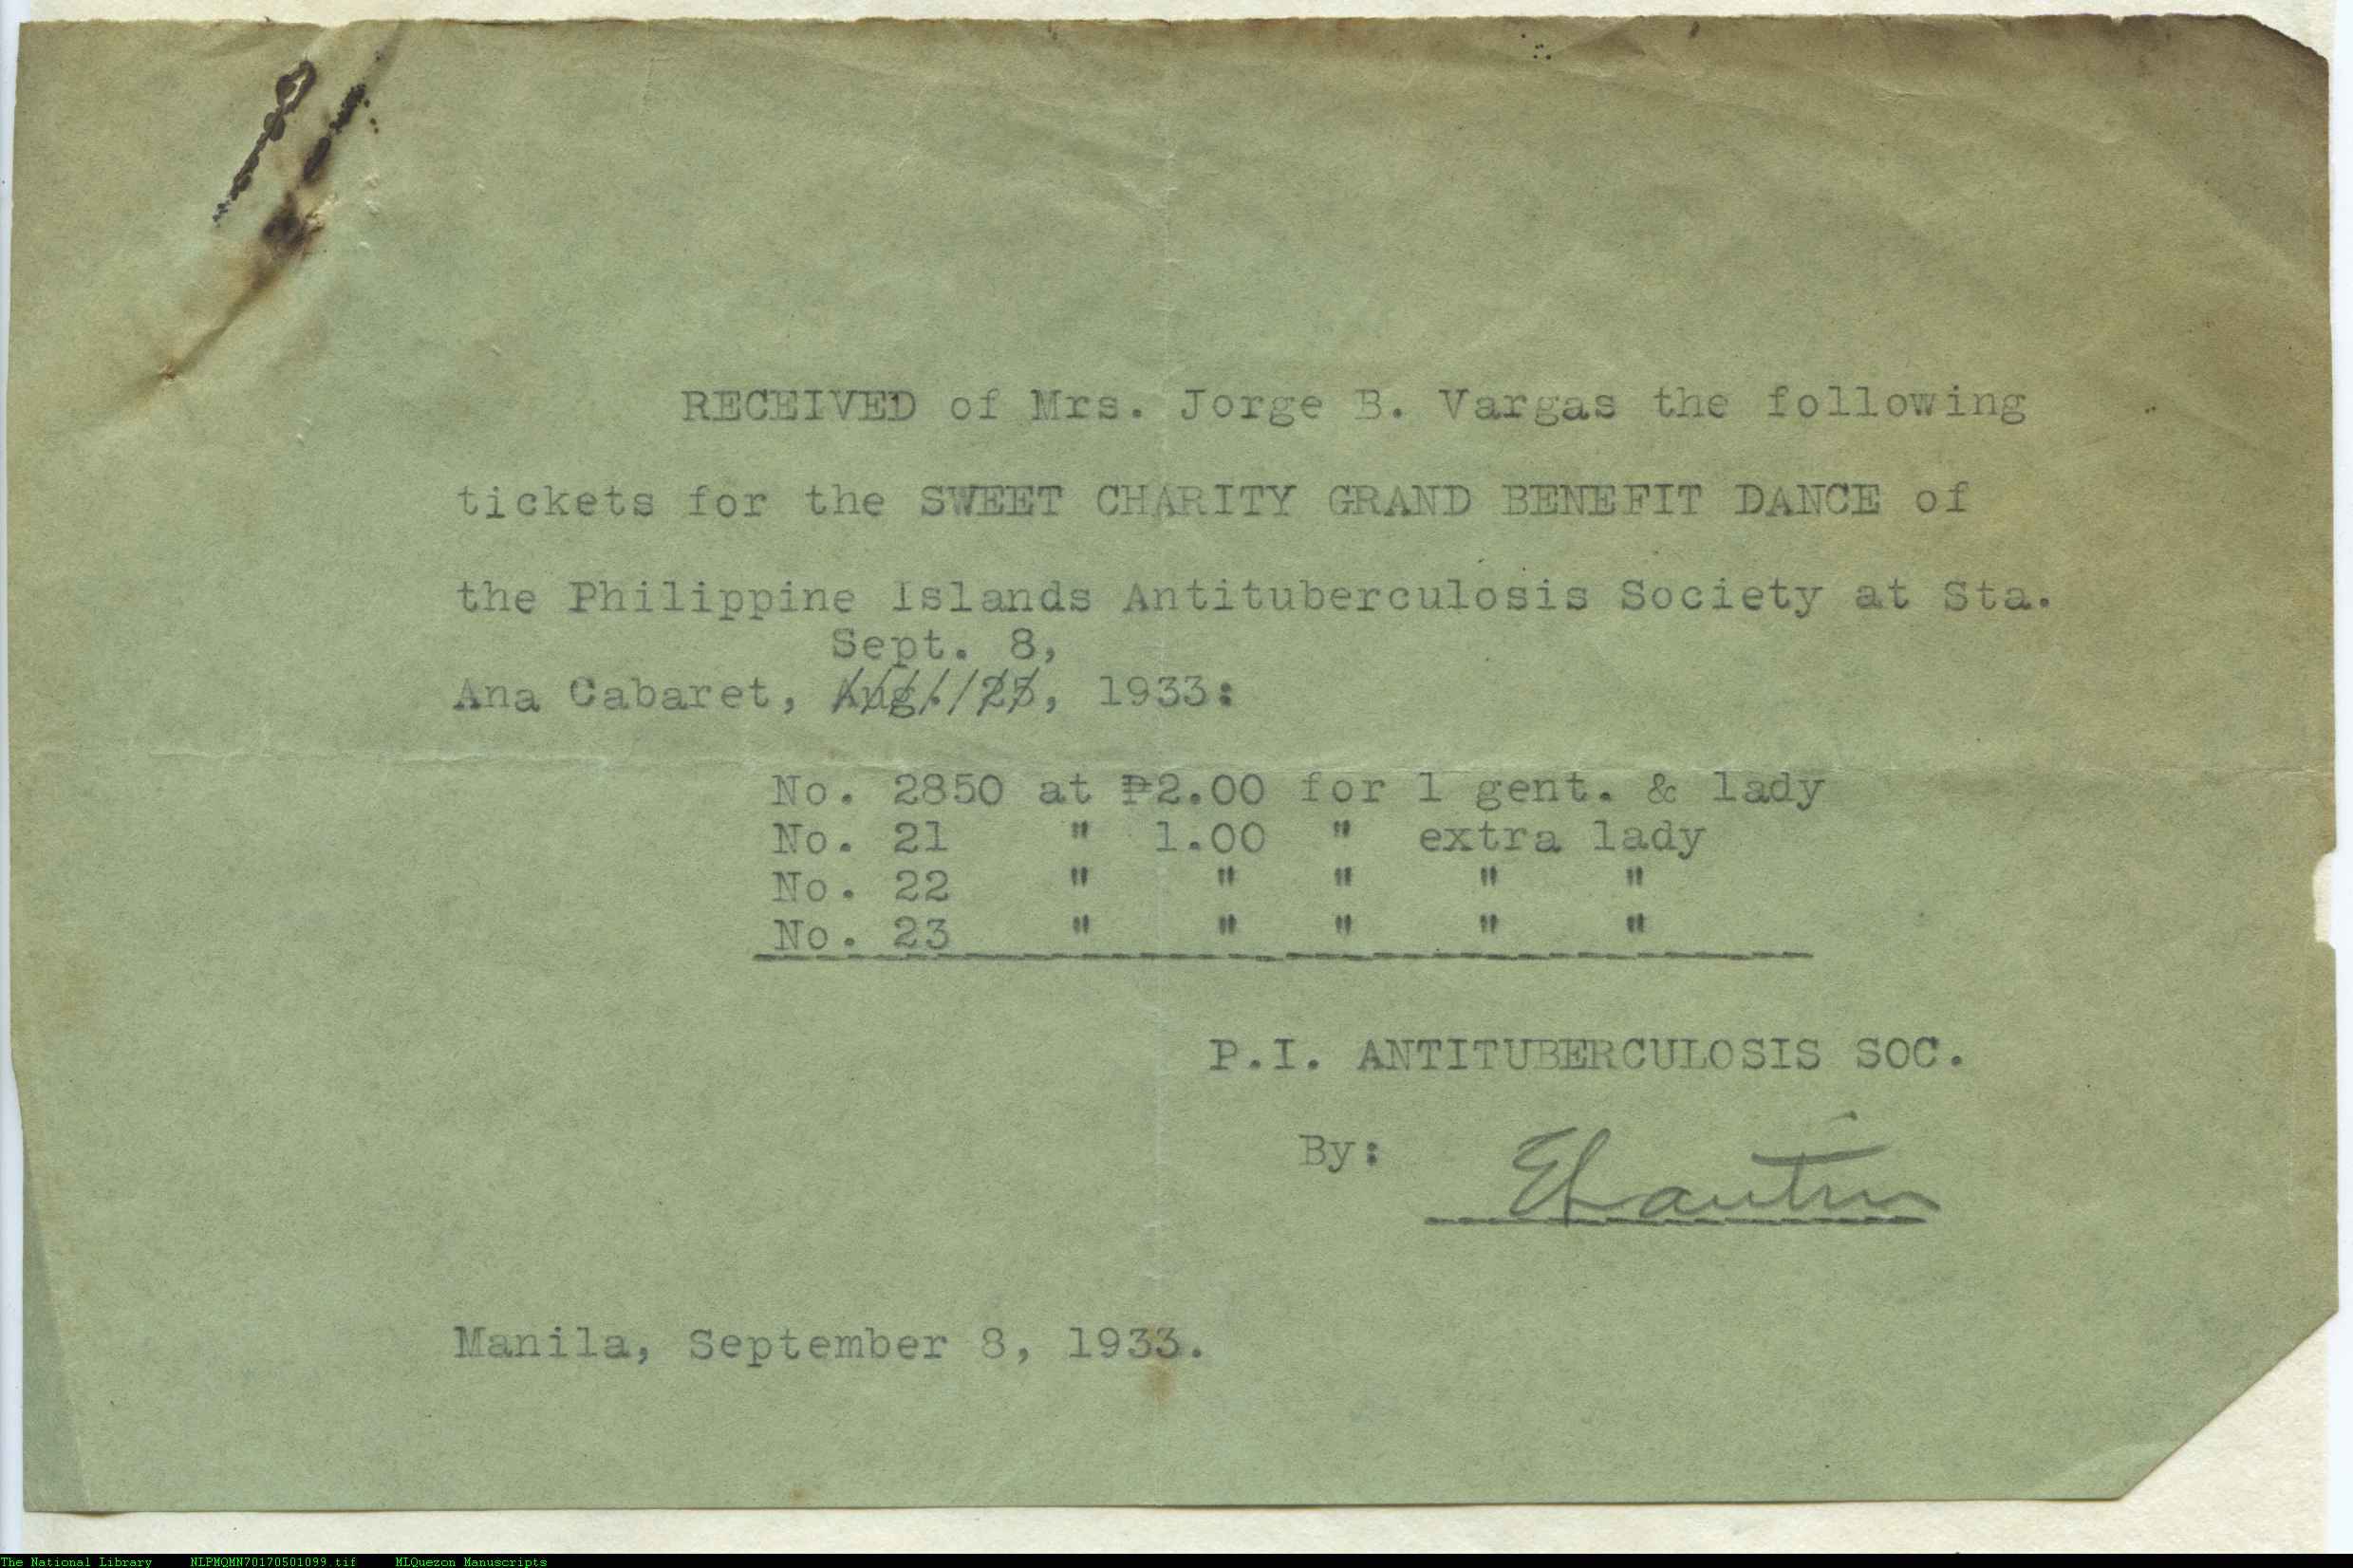 RECEIVED of Mrs. Jorge B. Vargas the following
tickets for the SWEET CHARITY GRAND BENEFIT DANCE of
the Philippine Islands Antituberculosis Society at Sta.
Sept. 8,
Ana Cabaret, Aug. 25, 1933:
No. 2850 at ₱2.00 for 1 gent. & lady
No. 21 " 1.00 " extra lady
No. 22 " " " " "
No. 23 " " " " "
P.I. ANTITUBERCULOSIS SOC.
By:
Manila, September 8, 1933.
The National Library NLPMQMN70170501099.tif MLQuezon Manuscripts